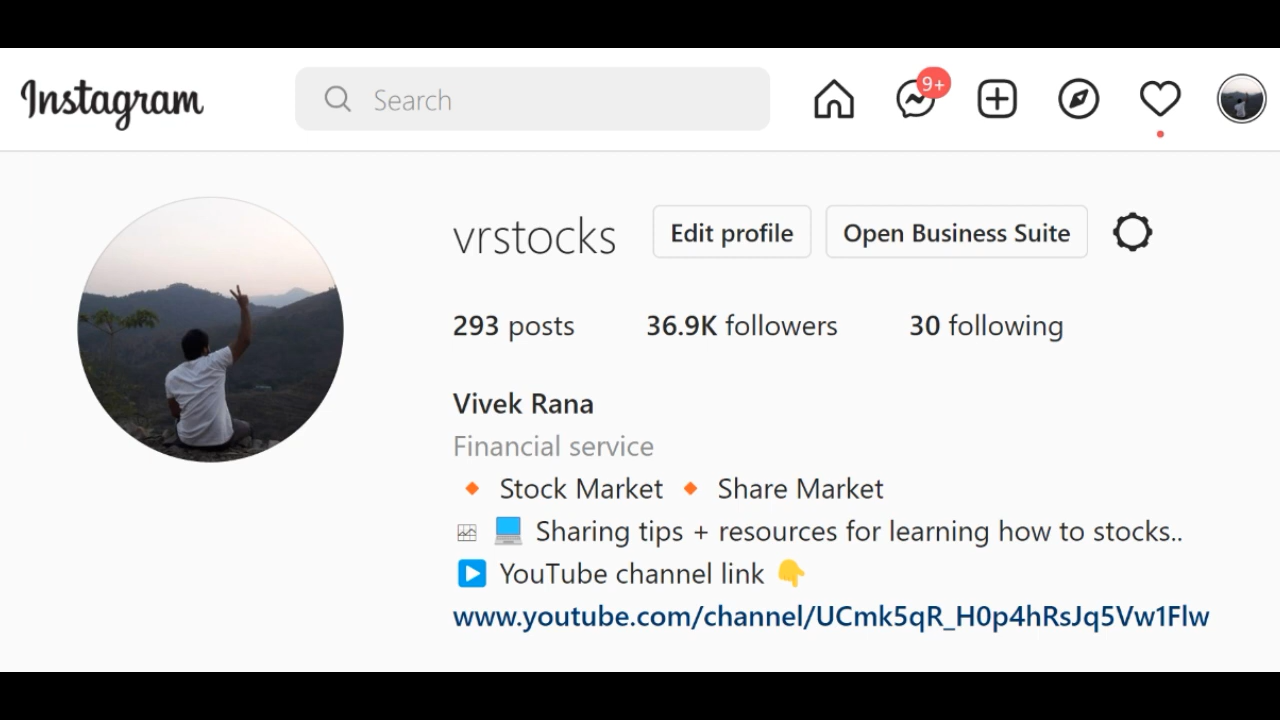 Instagram
Search
9+
vrstocks
Edit profile
Open Business Suite
293 posts
36.9K followers
30 following
Vivek Rana
Financial service
🔸 Stock Market 🔸 Share Market
📈 💻 Sharing tips + resources for learning how to stocks..
▶️ YouTube channel link 👇
www.youtube.com/channel/UCmk5qR_H0p4hRsJq5Vw1Flw